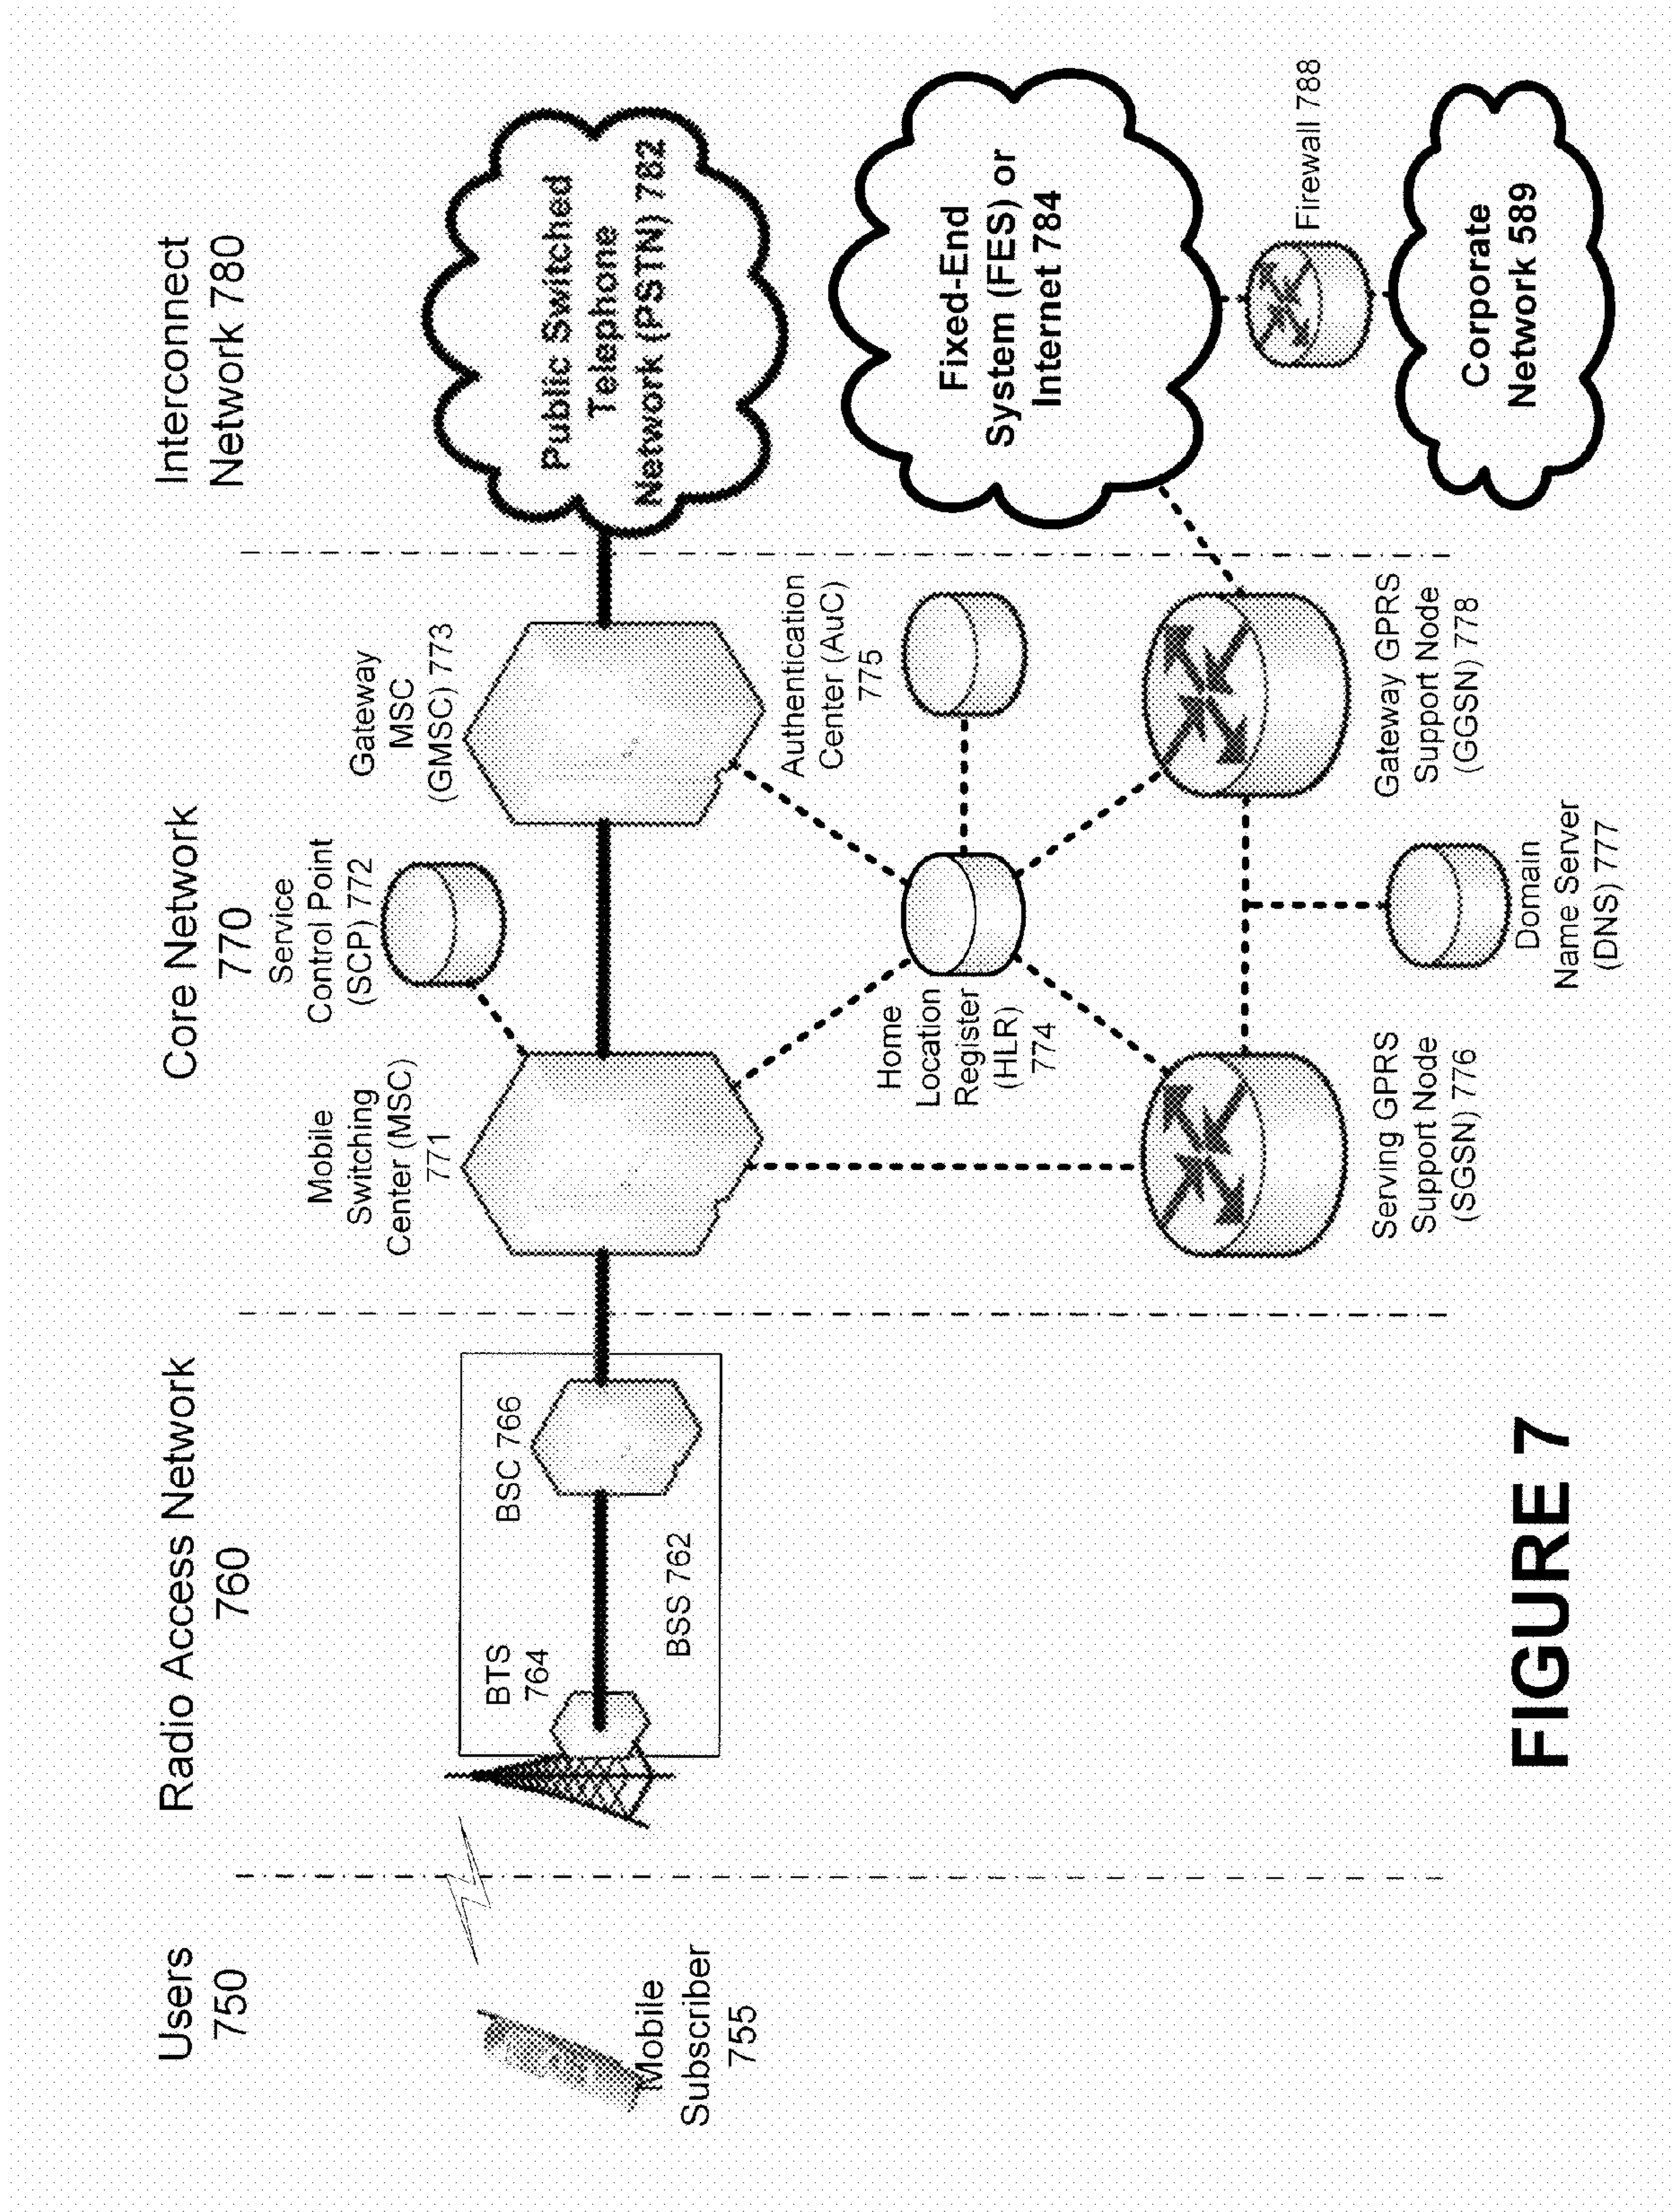 Users
750
Radio Access Network
760
Core Network
770
Interconnect
Network 780
Mobile
Subscriber
755
BTS
764
BSC 766
BSS 762
Mobile
Switching
Center (MSC)
771
Service
Control Point
(SCP) 772
Gateway
MSC
(GMSC) 773
Public Switched
Telephone
Network (PSTN) 782
Home
Location
Register
(HLR)
774
Authentication
Center (AuC)
775
Fixed-End
System (FES) or
Internet 784
Serving GPRS
Support Node
(SGSN) 776
Domain
Name Server
(DNS) 777
Gateway GPRS
Support Node
(GGSN) 778
Firewall 788
Corporate
Network 589
FIGURE 7